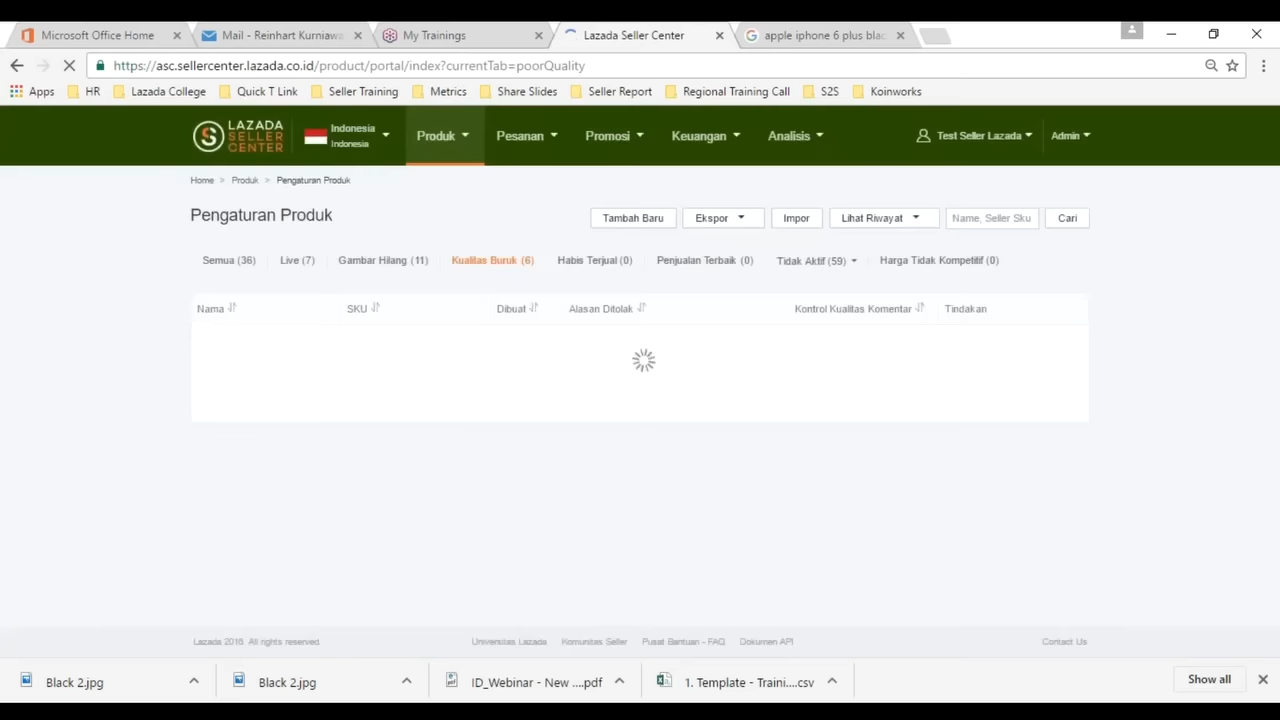 Microsoft Office Home
Mail - Reinhart Kurniawa
My Trainings
Lazada Seller Center
apple iphone 6 plus blac
https://asc.sellercenter.lazada.co.id/product/portal/index?currentTab=poorQuality
Apps HR Lazada College Quick T Link Seller Training Metrics Share Slides Seller Report Regional Training Call S2S Koinworks
LAZADA
SELLER
CENTER
Indonesia
Indonesia
Produk Pesanan Promosi Keuangan Analisis Test Seller Lazada Admin
Home > Produk > Pengaturan Produk
Pengaturan Produk
Tambah Baru Ekspor Impor Lihat Riwayat Name, Seller Sku Cari
Semua (36) Live (7) Gambar Hilang (11) Kualitas Buruk (6) Habis Terjual (0) Penjualan Terbaik (0) Tidak Aktif (59) Harga Tidak Kompetitif (0)
Nama SKU Dibuat Alasan Ditolak Kontrol Kualitas Komentar Tindakan
Lazada 2016. All rights reserved. Universitas Lazada Komunitas Seller Pusat Bantuan - FAQ Dokumen API Contact Us
Black 2.jpg Black 2.jpg ID_Webinar - New ....pdf 1. Template - Traini....csv Show all